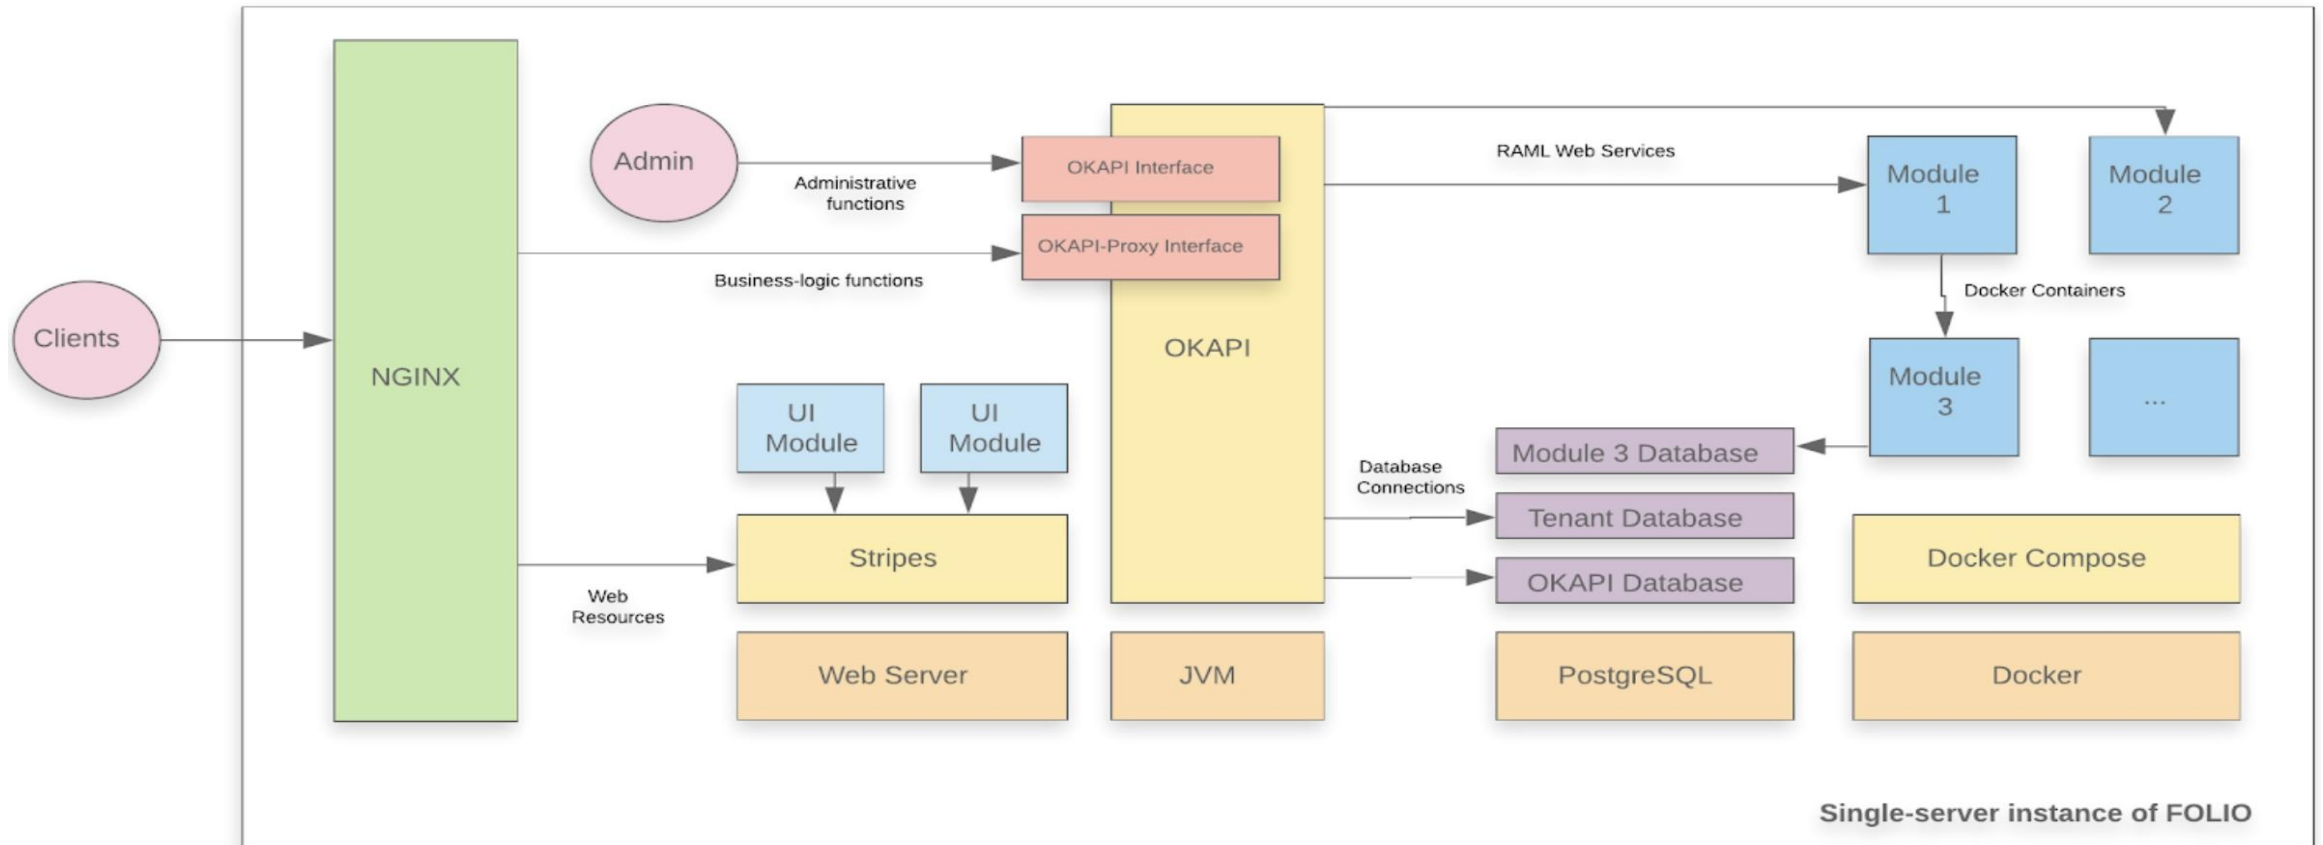 Clients
NGINX
Admin
Administrative
functions
Business-logic functions
Web
Resources
UI
Module
UI
Module
Stripes
Web Server
OKAPI Interface
OKAPI-Proxy Interface
OKAPI
JVM
RAML Web Services
Module
1
Module
2
Docker Containers
Module
3
...
Database
Connections
Module 3 Database
Tenant Database
OKAPI Database
PostgreSQL
Docker Compose
Docker
Single-server instance of FOLIO